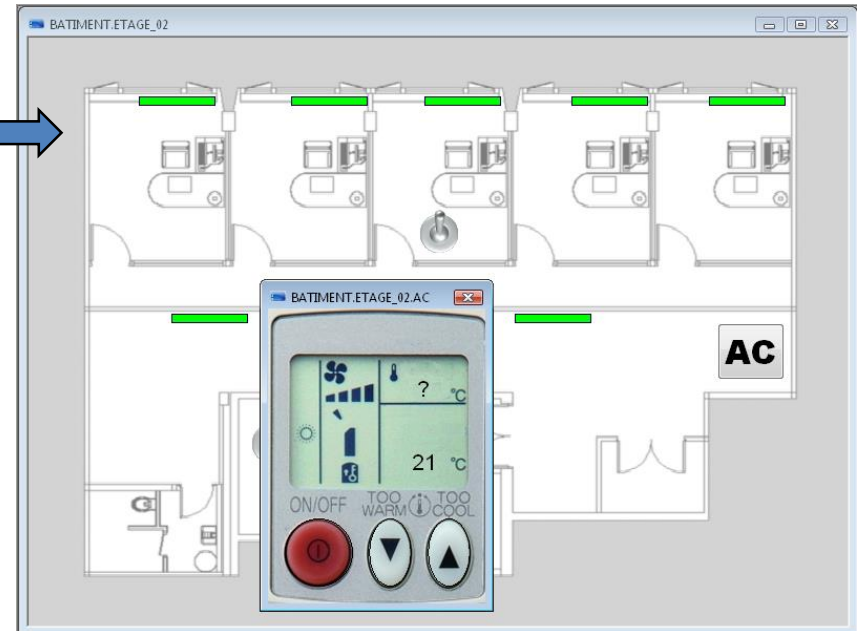 BATIMENT.ETAGE_02
BATIMENT.ETAGE_02.AC
? °C
AC
21 °C
ON/OFF TOO WARM TOO COOL